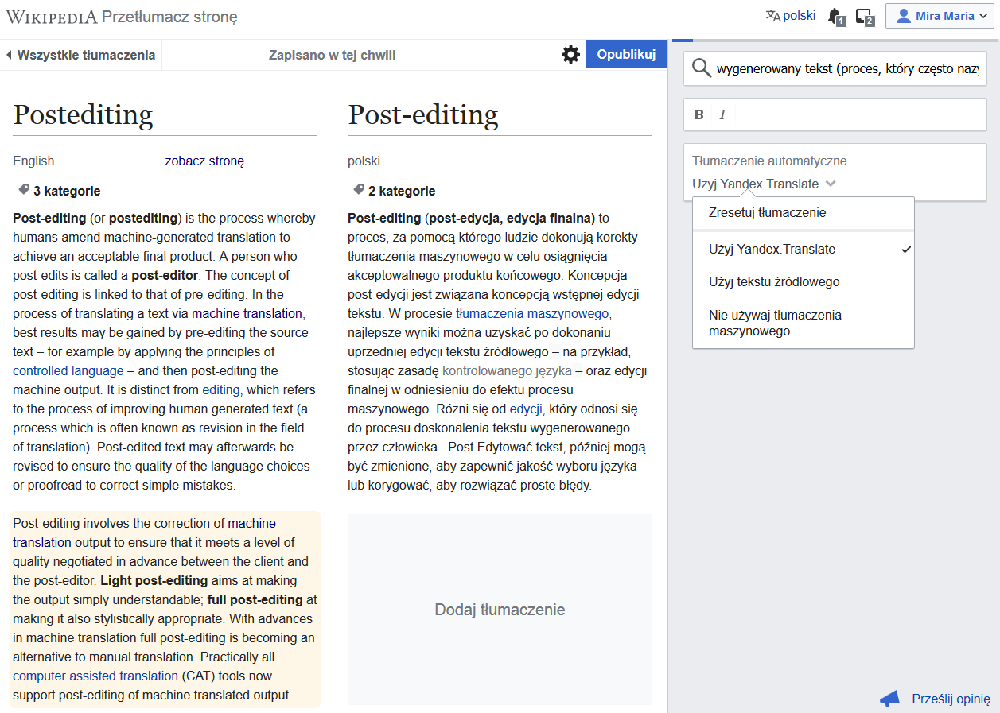 WIKIPEDIA Przetłumacz stronę
polski
1
2
Mira Maria
Wszystkie tłumaczenia
Zapisano w tej chwili
Opublikuj
Postediting
English
zobacz stronę
3 kategorie
Post-editing (or postediting) is the process whereby
humans amend machine-generated translation to
achieve an acceptable final product. A person who
post-edits is called a post-editor. The concept of
post-editing is linked to that of pre-editing. In the
process of translating a text via machine translation,
best results may be gained by pre-editing the source
text – for example by applying the principles of
controlled language – and then post-editing the
machine output. It is distinct from editing, which refers
to the process of improving human generated text (a
process which is often known as revision in the field
of translation). Post-edited text may afterwards be
revised to ensure the quality of the language choices
or proofread to correct simple mistakes.
Post-editing involves the correction of machine
translation output to ensure that it meets a level of
quality negotiated in advance between the client and
the post-editor. Light post-editing aims at making
the output simply understandable; full post-editing at
making it also stylistically appropriate. With advances
in machine translation full post-editing is becoming an
alternative to manual translation. Practically all
computer assisted translation (CAT) tools now
support post-editing of machine translated output.
Post-editing
polski
2 kategorie
Post-editing (post-edycja, edycja finalna) to
proces, za pomocą którego ludzie dokonują korekty
tłumaczenia maszynowego w celu osiągnięcia
akceptowalnego produktu końcowego. Koncepcja
post-edycji jest związana koncepcją wstępnej edycji
tekstu. W procesie tłumaczenia maszynowego,
najlepsze wyniki można uzyskać po dokonaniu
uprzedniej edycji tekstu źródłowego – na przykład,
stosując zasadę kontrolowanego języka – oraz edycji
finalnej w odniesieniu do efektu procesu
maszynowego. Różni się od edycji, który odnosi się
do procesu doskonalenia tekstu wygenerowanego
przez człowieka . Post Edytować tekst, później mogą
być zmienione, aby zapewnić jakość wyboru języka
lub korygować, aby rozwiązać proste błędy.
Dodaj tłumaczenie
wygenerowany tekst (proces, który często nazy
B I
Tłumaczenie automatyczne
Użyj Yandex.Translate
Zresetuj tłumaczenie
Użyj Yandex.Translate
Użyj tekstu źródłowego
Nie używaj tłumaczenia
maszynowego
Prześlij opinię